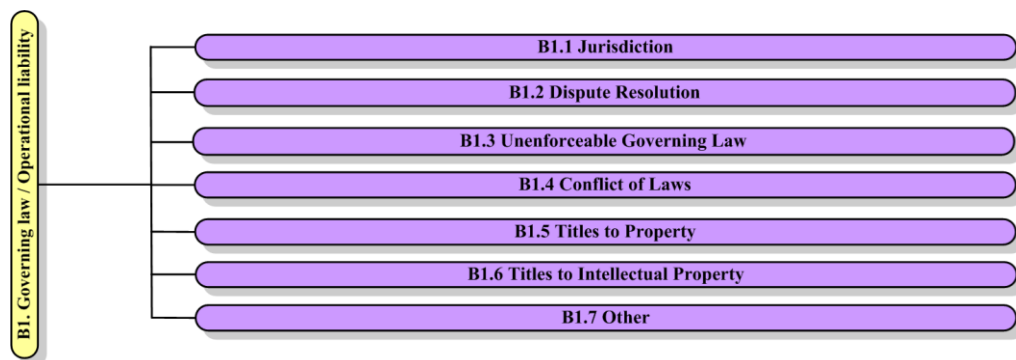 B1. Governing law / Operational liability
B1.1 Jurisdiction
B1.2 Dispute Resolution
B1.3 Unenforceable Governing Law
B1.4 Conflict of Laws
B1.5 Titles to Property
B1.6 Titles to Intellectual Property
B1.7 Other